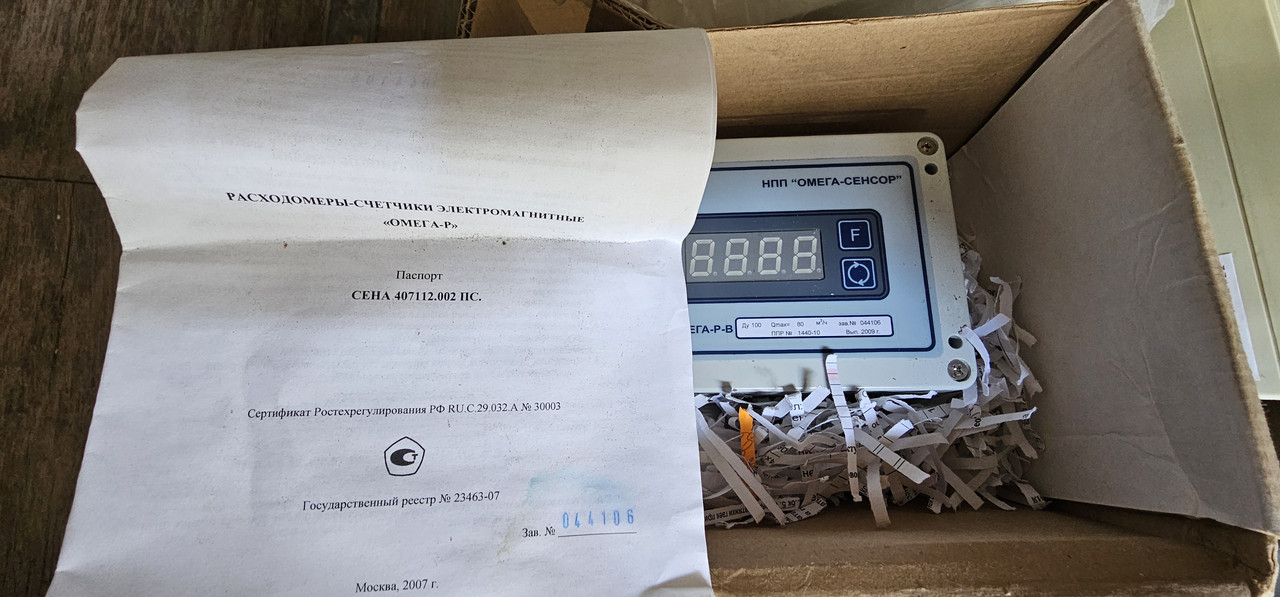 РАСХОДОМЕРЫ-СЧЕТЧИКИ ЭЛЕКТРОМАГНИТНЫЕ
«ОМЕГА-Р»
Паспорт
СЕНА 407112.002 ПС.
Сертификат Ростехрегулирования РФ RU.C.29.032.А № 30003
Государственный реестр № 23463-07
Зав. № 044106
Москва, 2007 г.
НПП “ОМЕГА-СЕНСОР”
8888
F
ЕГА-Р-В
Ду 100 Qmax= 80 м³/ч зав.№ 044106
ППР № 1440-10 Вып. 2009 г.